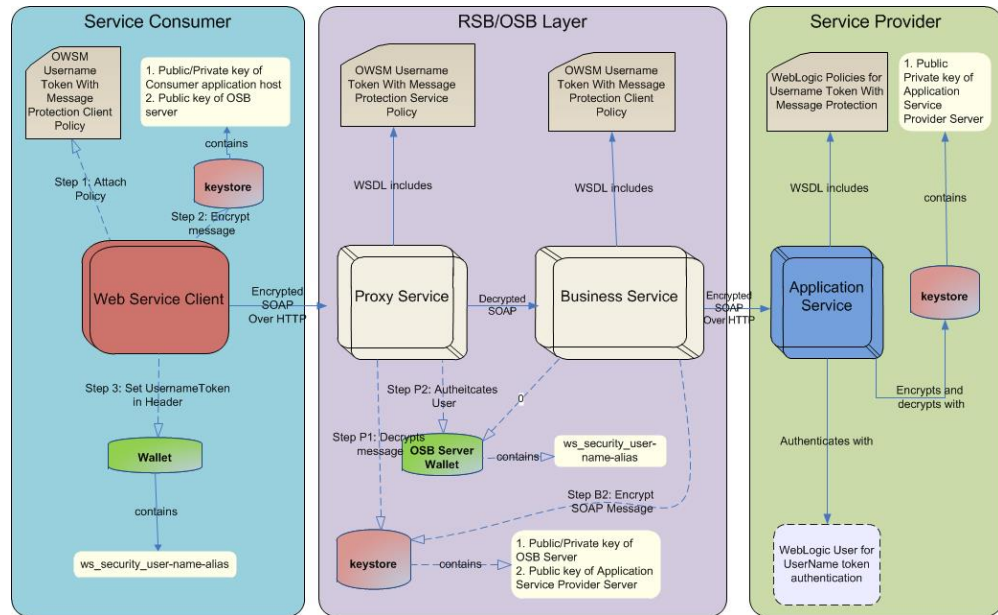 Service Consumer
OWSM
Username
Token With
Message
Protection Client
Policy
1. Public/Private key of
Consumer application host
2. Public key of OSB
server
contains
keystore
Step 1: Attach
Policy
Step 2: Encrypt
message
Web Service Client
Encrypted
SOAP
Over HTTP
Step 3: Set UsernameToken
in Header
Wallet
contains
ws_security_user-name-alias
RSB/OSB Layer
OWSM Username
Token With Message
Protection Service
Policy
OWSM Username
Token With Message
Protection Client
Policy
WSDL includes
WSDL includes
Proxy Service
Decrypted
SOAP
Business Service
Encrypted
SOAP
Over HTTP
Step P2: Autheitcates
User
0
Step P1: Decrypts
message
OSB Server
Wallet
contains
ws_security_user-
name-alias
Step B2: Encrypt
SOAP Message
keystore
contains
1. Public/Private key of
OSB Server
2. Public key of Application
Service Provider Server
Service Provider
WebLogic Policies for
Username Token With
Message Protection
1. Public
Private key of
Application
Service
Provider Server
WSDL includes
contains
Application
Service
keystore
Encrypts and
decrypts with
Authenticates with
WebLogic User for
UserName token
authentication